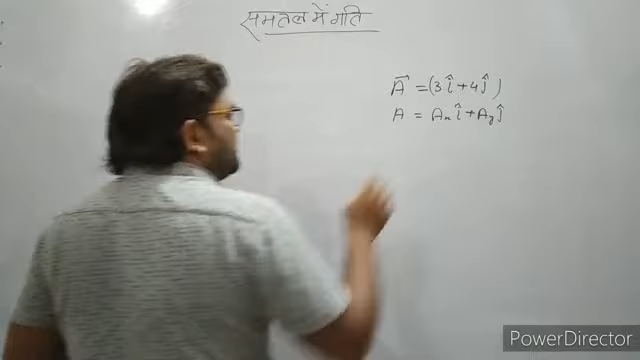 समतल में गति
A⃗ = (3î + 4ĵ)
A = Aₓî + Aᵧĵ
PowerDirector